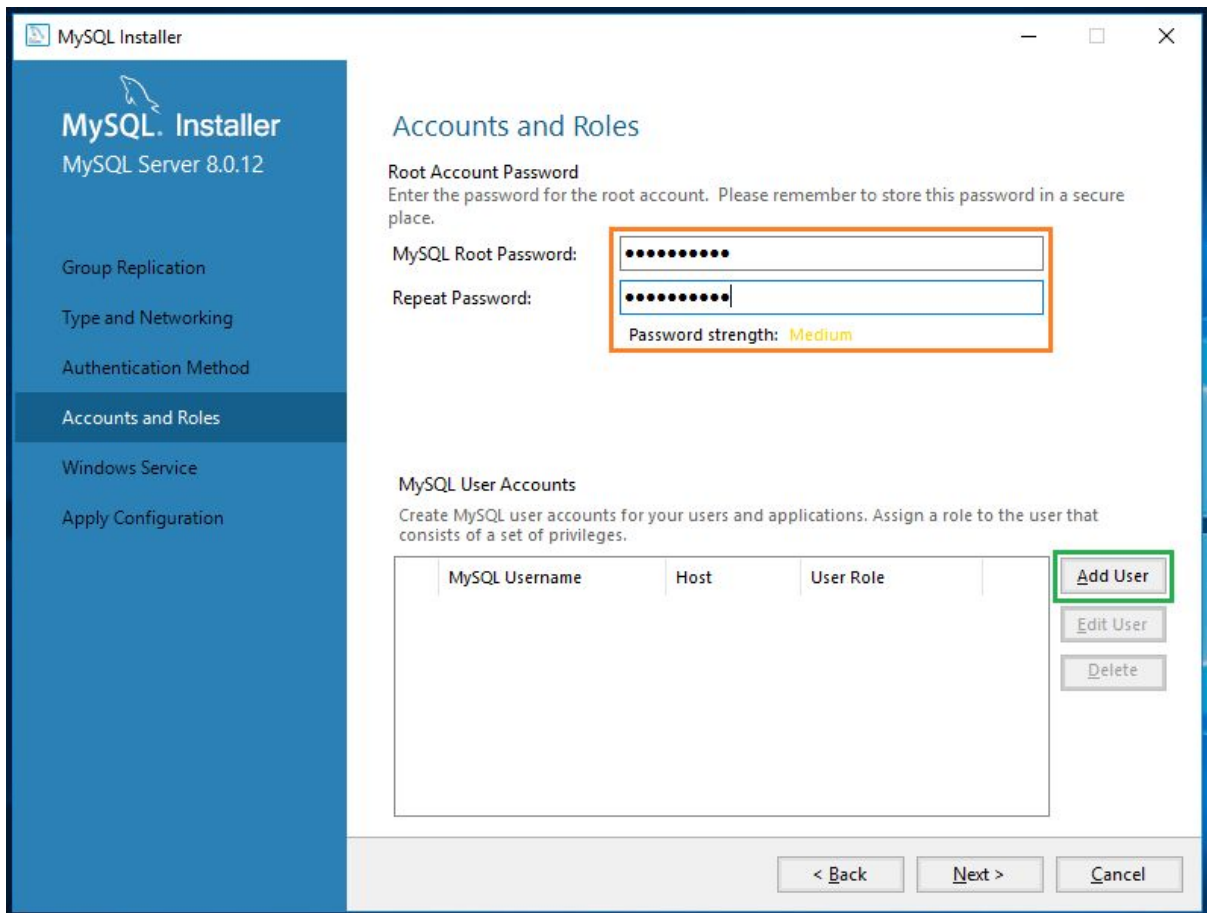 MySQL Installer
MySQL. Installer
MySQL Server 8.0.12
Group Replication
Type and Networking
Authentication Method
Accounts and Roles
Windows Service
Apply Configuration
Accounts and Roles
Root Account Password
Enter the password for the root account. Please remember to store this password in a secure
place.
MySQL Root Password: ●●●●●●●●●●
Repeat Password: ●●●●●●●●●●
Password strength: Medium
MySQL User Accounts
Create MySQL user accounts for your users and applications. Assign a role to the user that
consists of a set of privileges.
MySQL Username Host User Role
Add User
Edit User
Delete
< Back Next > Cancel